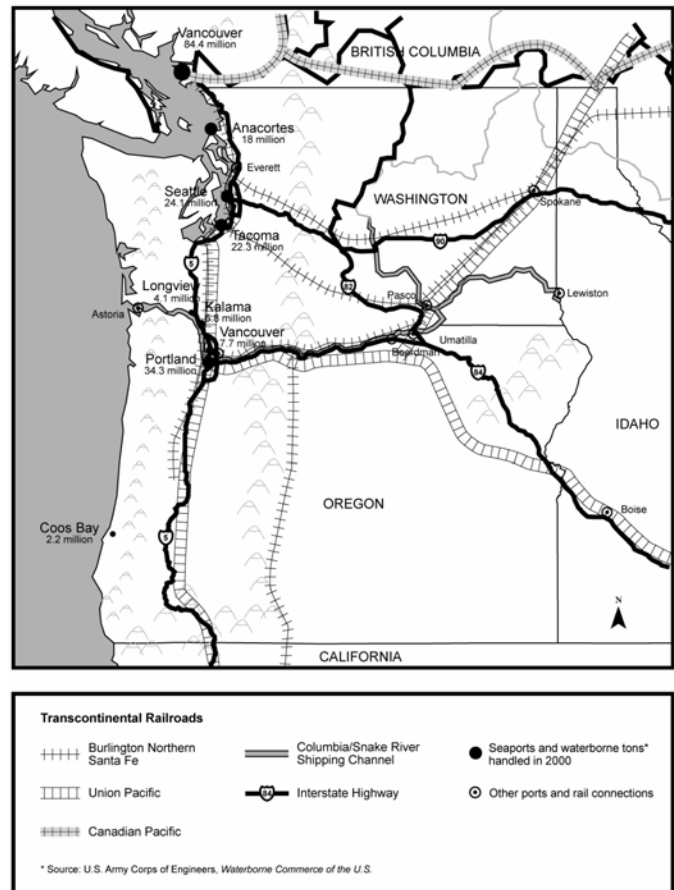 Vancouver
84.4 million
BRITISH COLUMBIA
Anacortes
18 million
Everett
Seattle
24.1 million
WASHINGTON
Spokane
Tacoma
22.3 million
90
5
82
Longview
4.1 million
Pasco
Lewiston
Astoria
Kalama
6.8 million
Vancouver
7.7 million
Umatilla
Boardman
Portland
34.3 million
84
IDAHO
OREGON
Boise
Coos Bay
2.2 million
5
N
CALIFORNIA
Transcontinental Railroads
Burlington Northern
Santa Fe
Columbia/Snake River
Shipping Channel
Seaports and waterborne tons*
handled in 2000
Union Pacific
84
Interstate Highway
Other ports and rail connections
Canadian Pacific
* Source: U.S. Army Corps of Engineers, Waterborne Commerce of the U.S.